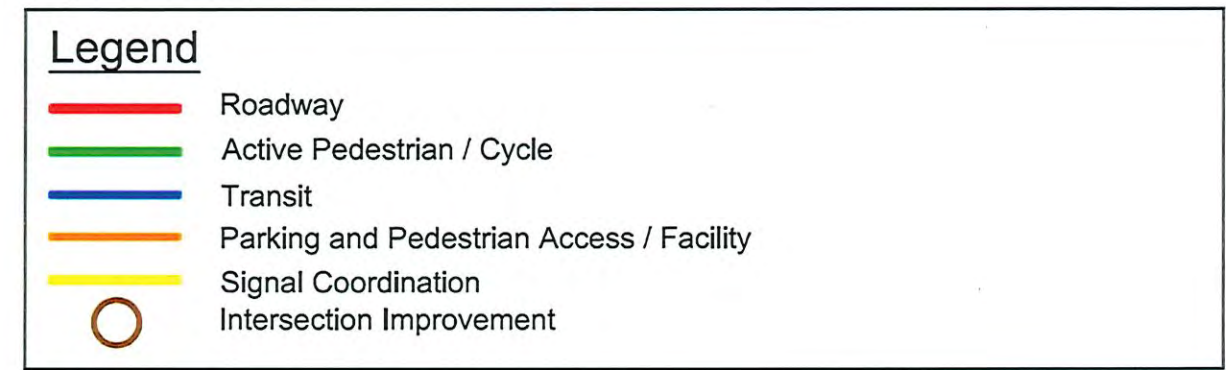 Legend
Roadway
Active Pedestrian / Cycle
Transit
Parking and Pedestrian Access / Facility
Signal Coordination
Intersection Improvement